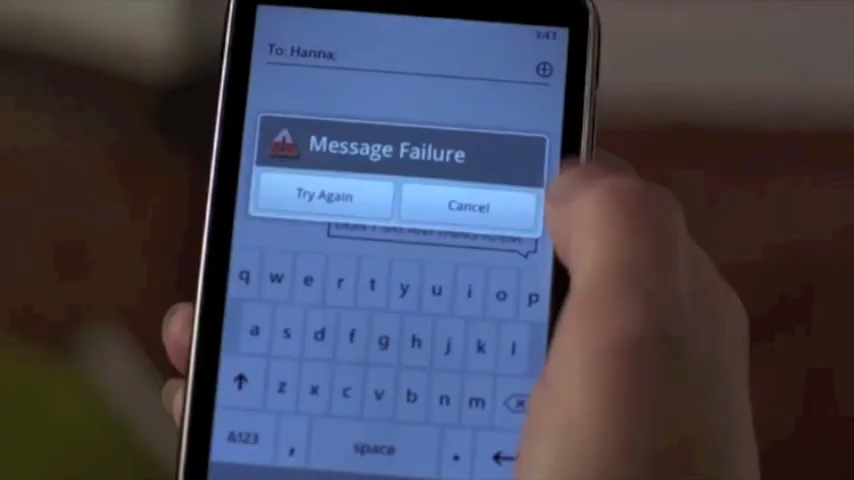 3:43
To: Hanna;
Message Failure
Try Again
Cancel
q w e r t y u i o p
a s d f g h j k l
z x c v b n m
&123 , space .